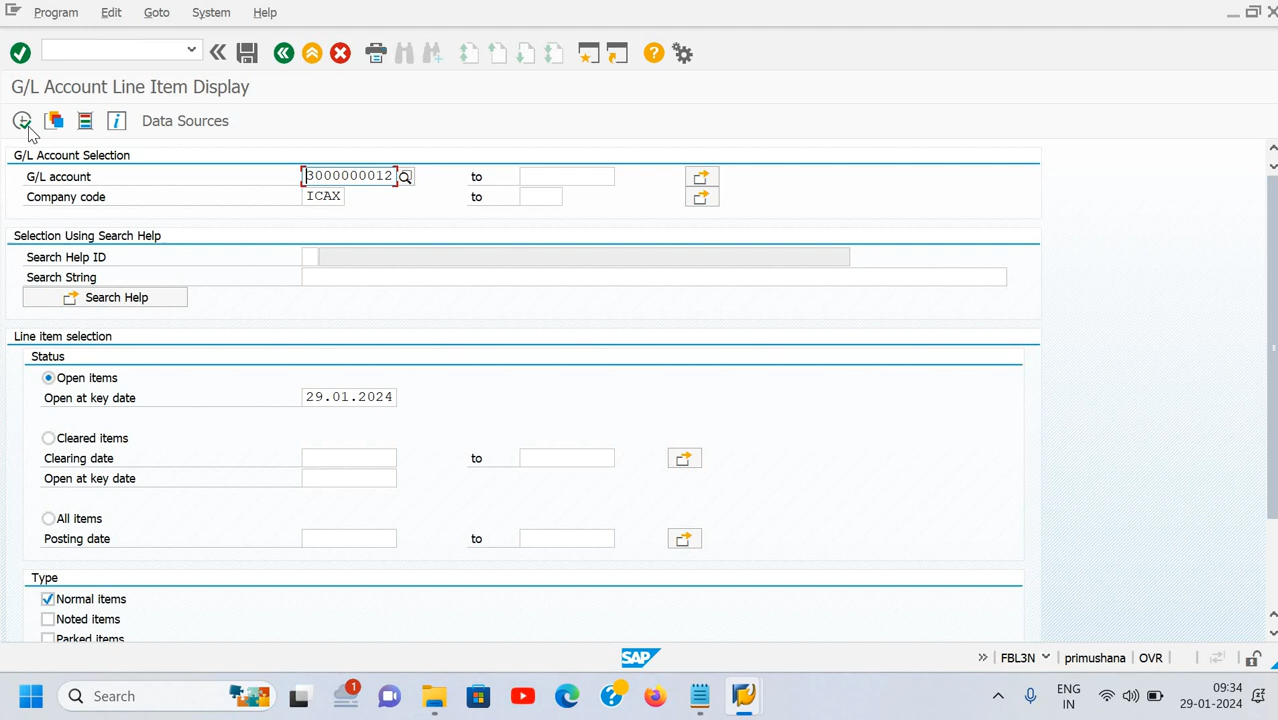 Program Edit Goto System Help
G/L Account Line Item Display
Data Sources
G/L Account Selection
G/L account 3000000012 to
Company code ICAX to
Selection Using Search Help
Search Help ID
Search String
Search Help
Line item selection
Status
Open items
Open at key date 29.01.2024
Cleared items
Clearing date to
Open at key date
All items
Posting date to
Type
Normal items
Noted items
Parked items
SAP FBL3N primushana OVR
Search 1 ENG 09:34
IN 29-01-2024